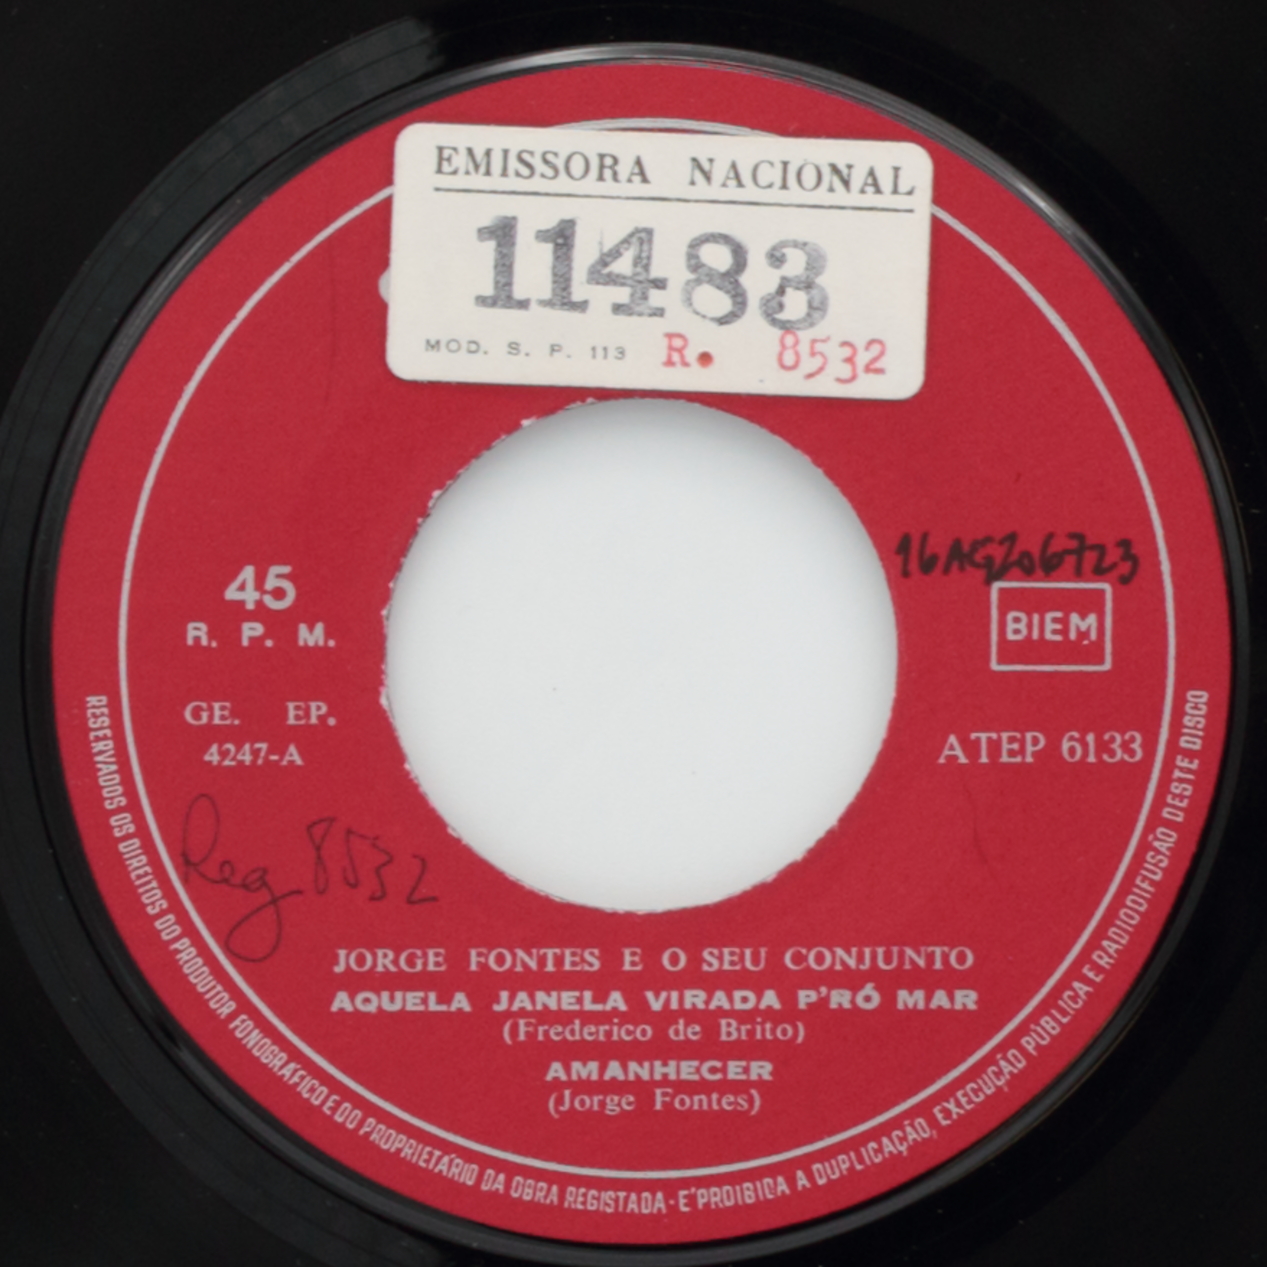 EMISSORA NACIONAL
11483
MOD. S. P. 113 R. 8532
16AG206723
45
R. P. M.
BIEM
GE. EP.
4247-A
ATEP 6133
Reg 8532
JORGE FONTES E O SEU CONJUNTO
AQUELA JANELA VIRADA P'RÓ MAR
(Frederico de Brito)
AMANHECER
(Jorge Fontes)
RESERVADOS OS DIREITOS DO PRODUTOR FONOGRÁFICO E DO PROPRIETÁRIO DA OBRA REGISTADA - E' PROIBIDA A DUPLICAÇÃO, EXECUÇÃO PÚBLICA E RADIODIFUSÃO DESTE DISCO